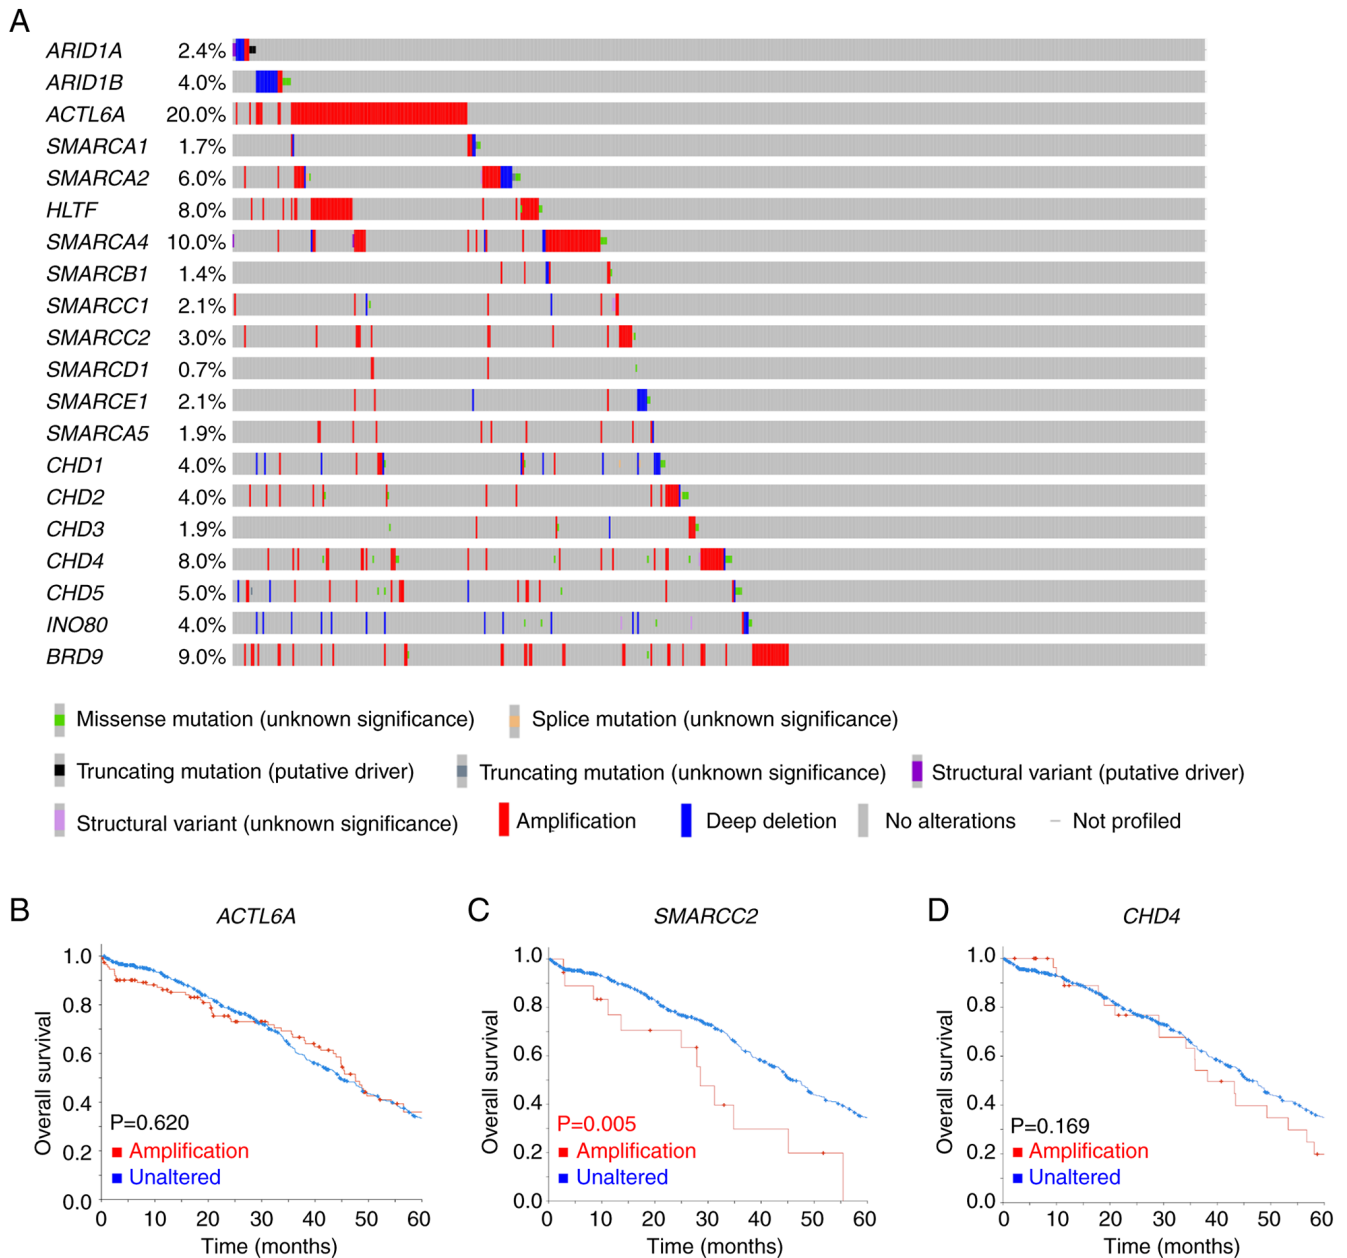 A
ARID1A 2.4%
ARID1B 4.0%
ACTL6A 20.0%
SMARCA1 1.7%
SMARCA2 6.0%
HLTF 8.0%
SMARCA4 10.0%
SMARCB1 1.4%
SMARCC1 2.1%
SMARCC2 3.0%
SMARCD1 0.7%
SMARCE1 2.1%
SMARCA5 1.9%
CHD1 4.0%
CHD2 4.0%
CHD3 1.9%
CHD4 8.0%
CHD5 5.0%
INO80 4.0%
BRD9 9.0%
Missense mutation (unknown significance) Splice mutation (unknown significance)
Truncating mutation (putative driver) Truncating mutation (unknown significance) Structural variant (putative driver)
Structural variant (unknown significance) Amplification Deep deletion No alterations Not profiled
B
ACTL6A
Overall survival
1.0
0.8
0.6
0.4
0.2
0.0
P=0.620
Amplification
Unaltered
0 10 20 30 40 50 60
Time (months)
C
SMARCC2
Overall survival
1.0
0.8
0.6
0.4
0.2
0.0
P=0.005
Amplification
Unaltered
0 10 20 30 40 50 60
Time (months)
D
CHD4
Overall survival
1.0
0.8
0.6
0.4
0.2
0.0
P=0.169
Amplification
Unaltered
0 10 20 30 40 50 60
Time (months)